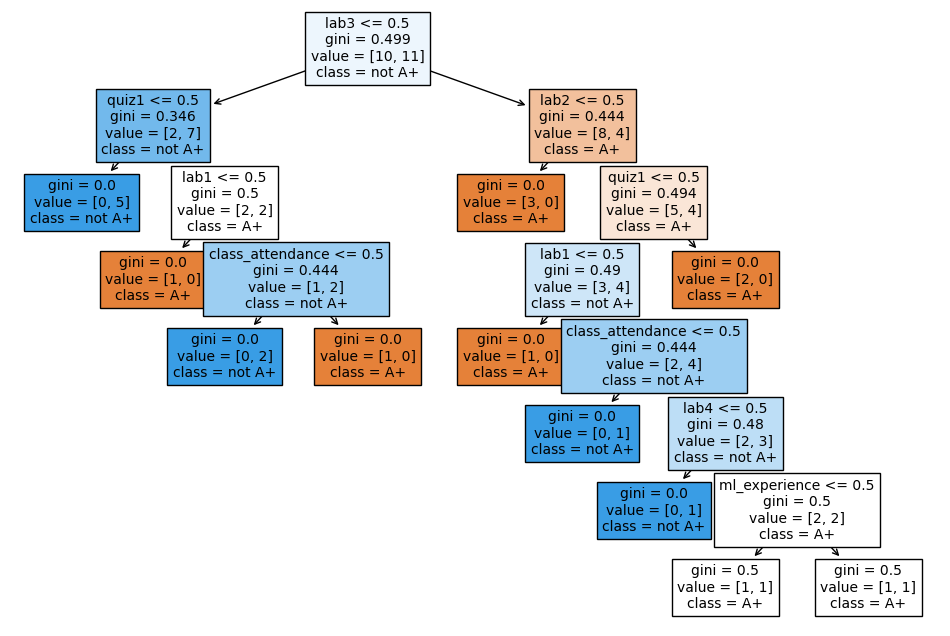 lab3 <= 0.5
gini = 0.499
value = [10, 11]
class = not A+
quiz1 <= 0.5
gini = 0.346
value = [2, 7]
class = not A+
lab2 <= 0.5
gini = 0.444
value = [8, 4]
class = A+
gini = 0.0
value = [0, 5]
class = not A+
lab1 <= 0.5
gini = 0.5
value = [2, 2]
class = A+
gini = 0.0
value = [3, 0]
class = A+
quiz1 <= 0.5
gini = 0.494
value = [5, 4]
class = A+
gini = 0.0
value = [1, 0]
class = A+
class_attendance <= 0.5
gini = 0.444
value = [1, 2]
class = not A+
lab1 <= 0.5
gini = 0.49
value = [3, 4]
class = not A+
gini = 0.0
value = [2, 0]
class = A+
gini = 0.0
value = [0, 2]
class = not A+
gini = 0.0
value = [1, 0]
class = A+
gini = 0.0
value = [1, 0]
class = A+
class_attendance <= 0.5
gini = 0.444
value = [2, 4]
class = not A+
gini = 0.0
value = [0, 1]
class = not A+
lab4 <= 0.5
gini = 0.48
value = [2, 3]
class = not A+
gini = 0.0
value = [0, 1]
class = not A+
ml_experience <= 0.5
gini = 0.5
value = [2, 2]
class = A+
gini = 0.5
value = [1, 1]
class = A+
gini = 0.5
value = [1, 1]
class = A+